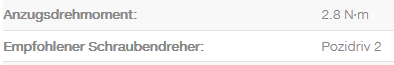 Anzugsdrehmoment: 2.8 N·m
Empfohlener Schraubendreher: Pozidriv 2